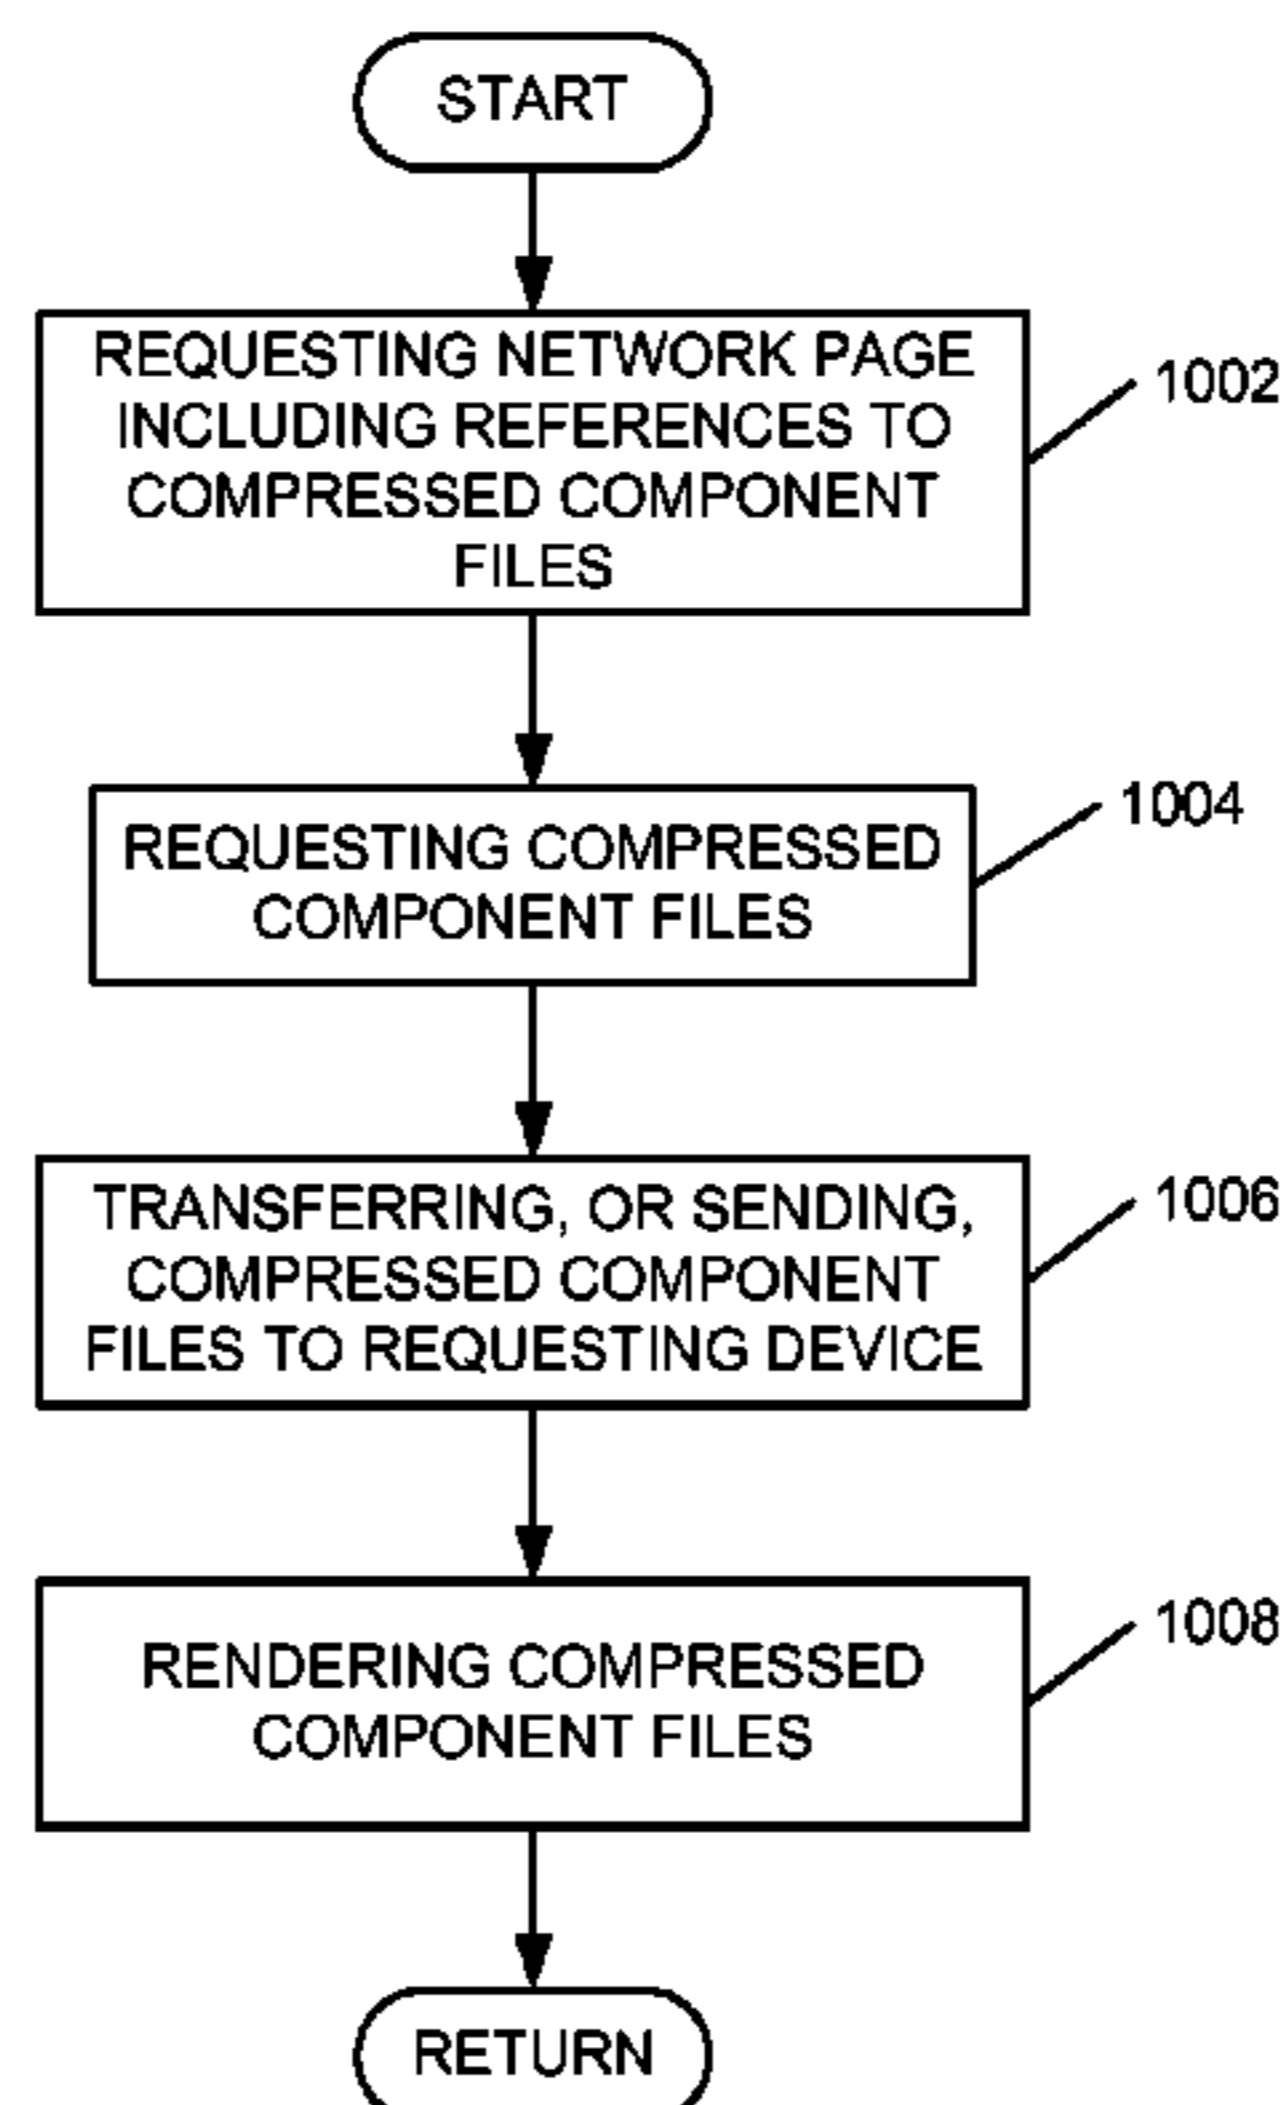 START
REQUESTING NETWORK PAGE
INCLUDING REFERENCES TO
COMPRESSED COMPONENT
FILES
1002
REQUESTING COMPRESSED
COMPONENT FILES
1004
TRANSFERRING, OR SENDING,
COMPRESSED COMPONENT
FILES TO REQUESTING DEVICE
1006
RENDERING COMPRESSED
COMPONENT FILES
1008
RETURN